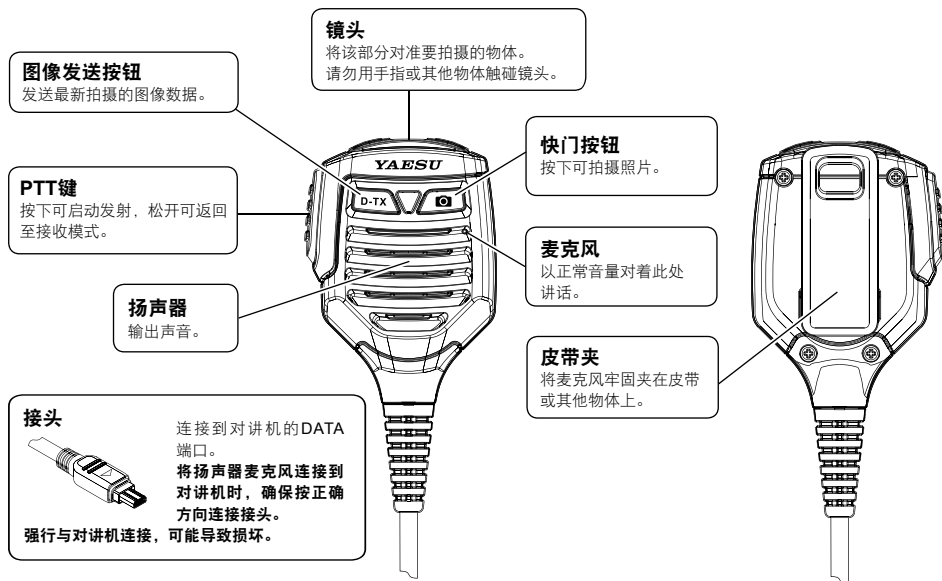 镜头
将该部分对准要拍摄的物体。
请勿用手指或其他物体触碰镜头。
图像发送按钮
发送最新拍摄的图像数据。
快门按钮
按下可拍摄照片。
PTT键
按下可启动发射，松开可返回
至接收模式。
YAESU
D-TX
麦克风
以正常音量对着此处
讲话。
扬声器
输出声音。
皮带夹
将麦克风牢固夹在皮带
或其他物体上。
接头
连接到对讲机的DATA
端口。
将扬声器麦克风连接到
对讲机时，确保按正确
方向连接接头。
强行与对讲机连接，可能导致损坏。